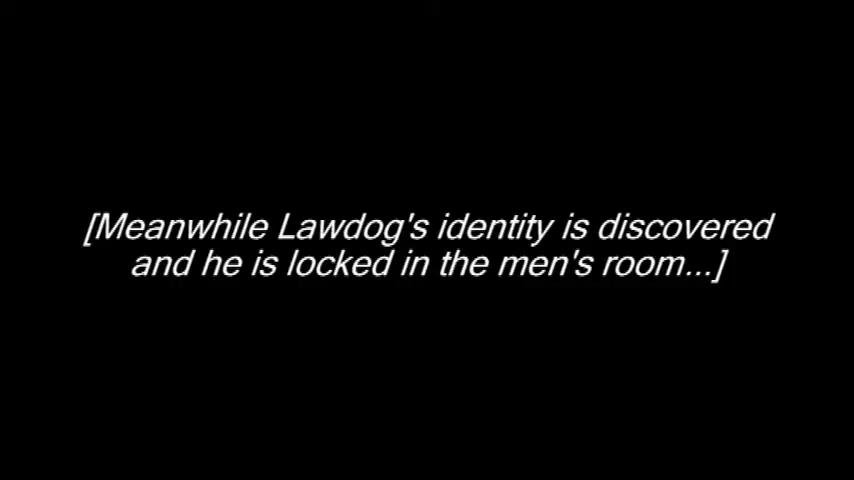 [Meanwhile Lawdog's identity is discovered
and he is locked in the men's room...]